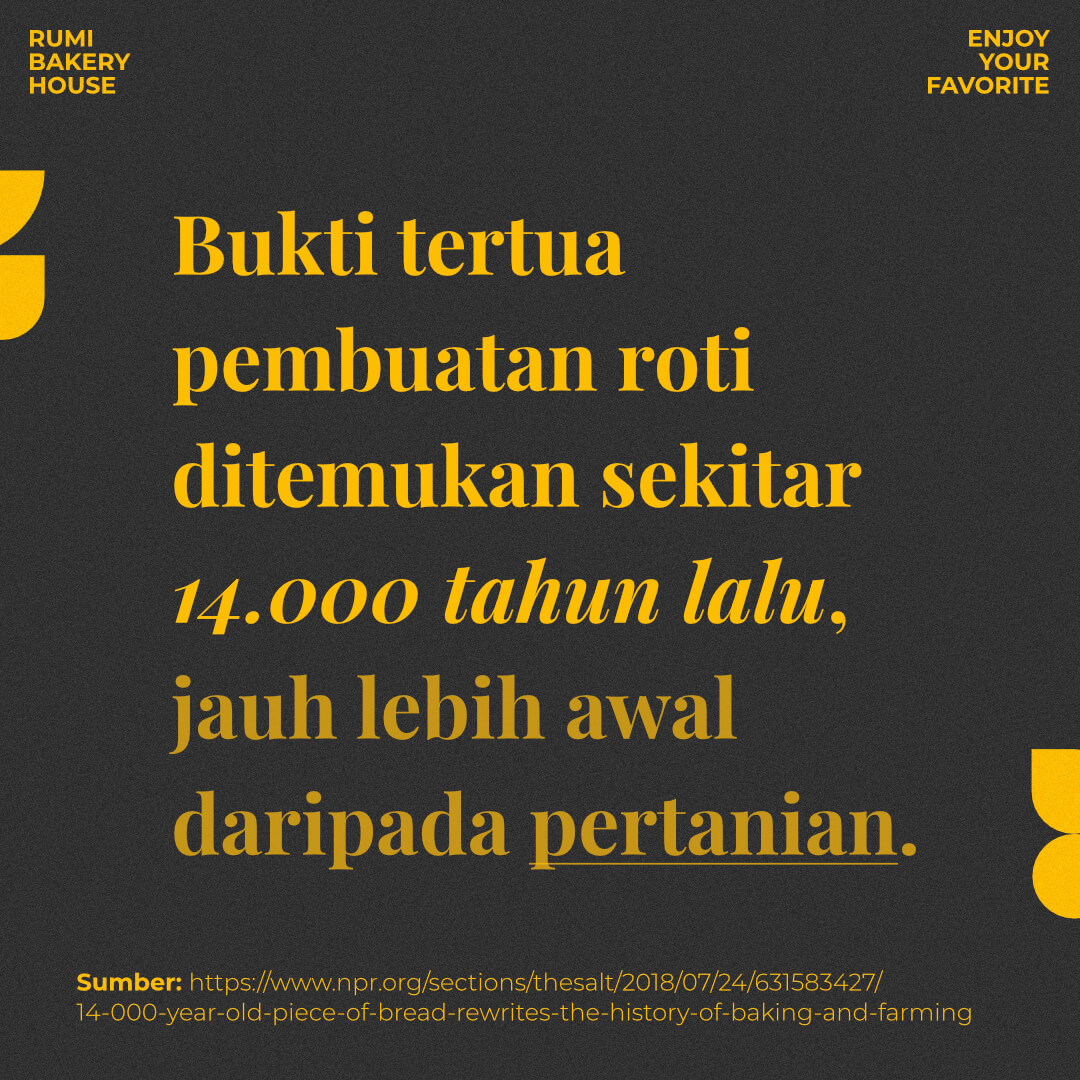 RUMI
BAKERY
HOUSE
ENJOY
YOUR
FAVORITE
Bukti tertua
pembuatan roti
ditemukan sekitar
14.000 tahun lalu,
jauh lebih awal
daripada pertanian.
Sumber: https://www.npr.org/sections/thesalt/2018/07/24/631583427/
14-000-year-old-piece-of-bread-rewrites-the-history-of-baking-and-farming